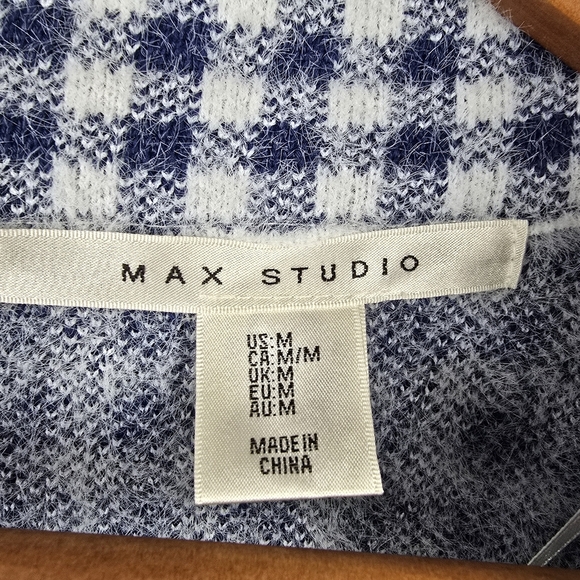 MAX STUDIO
US:M
CA:M/M
UK:M
EU:M
AU:M
MADE IN
CHINA